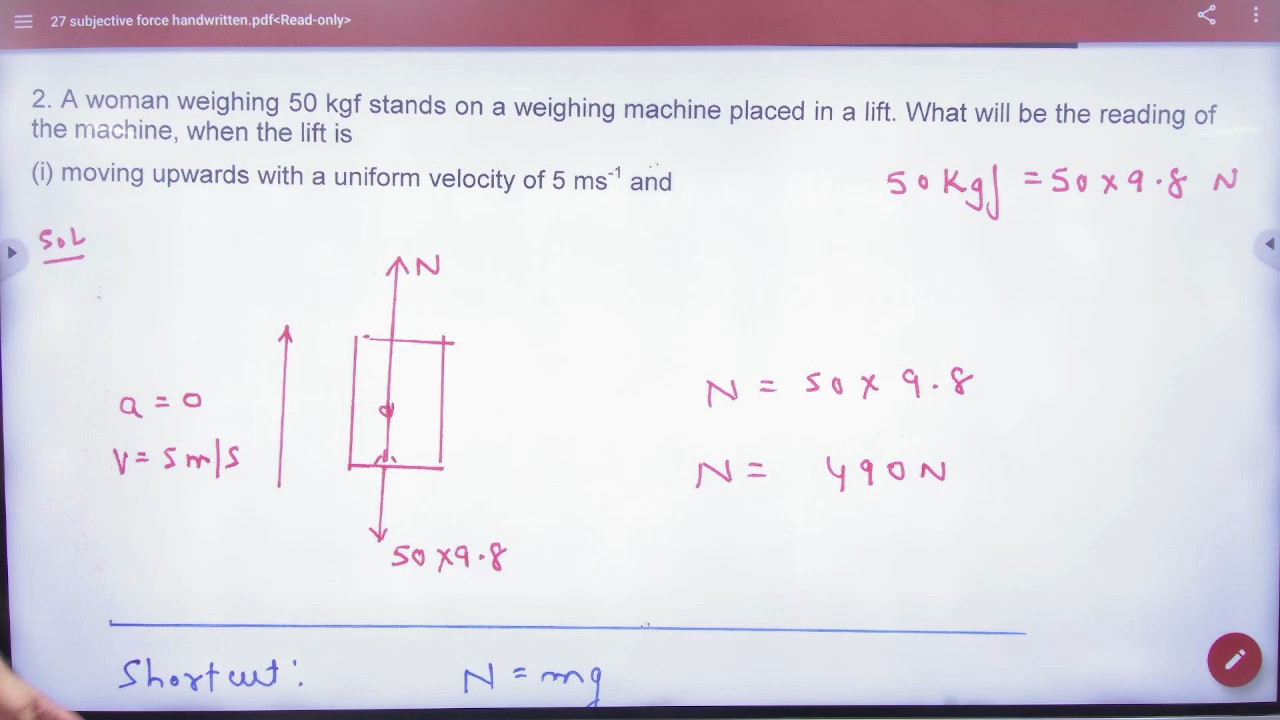 27 subjective force handwritten.pdf<Read-only>
2. A woman weighing 50 kgf stands on a weighing machine placed in a lift. What will be the reading of
the machine, when the lift is
(i) moving upwards with a uniform velocity of 5 ms⁻¹ and
50 Kgf = 50 x 9.8 N
Sol
N
a = 0
V = 5 m/s
50 x 9.8
N = 50 x 9.8
N = 490 N
Shortcut: N = mg